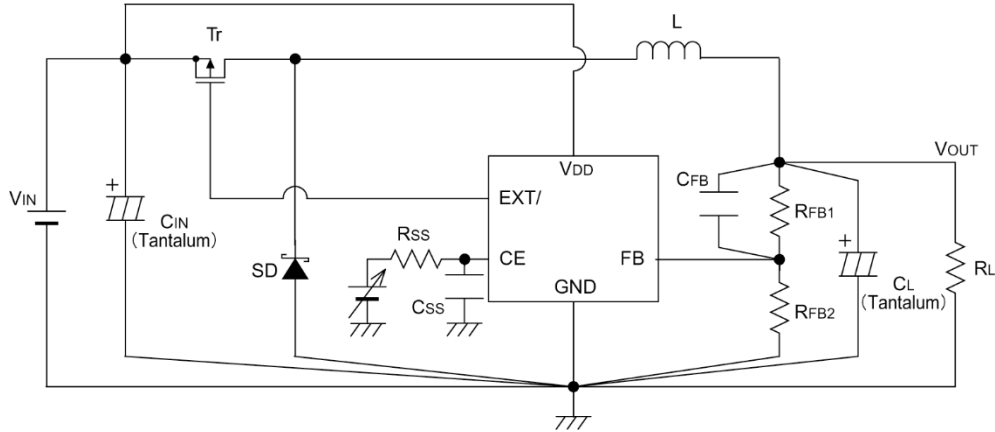 Tr
L
VDD
VOUT
VIN
+
CIN
(Tantalum)
EXT/
CFB
RFB1
+
RSS
CE
FB
SD
CSS
GND
RFB2
CL
(Tantalum)
RL